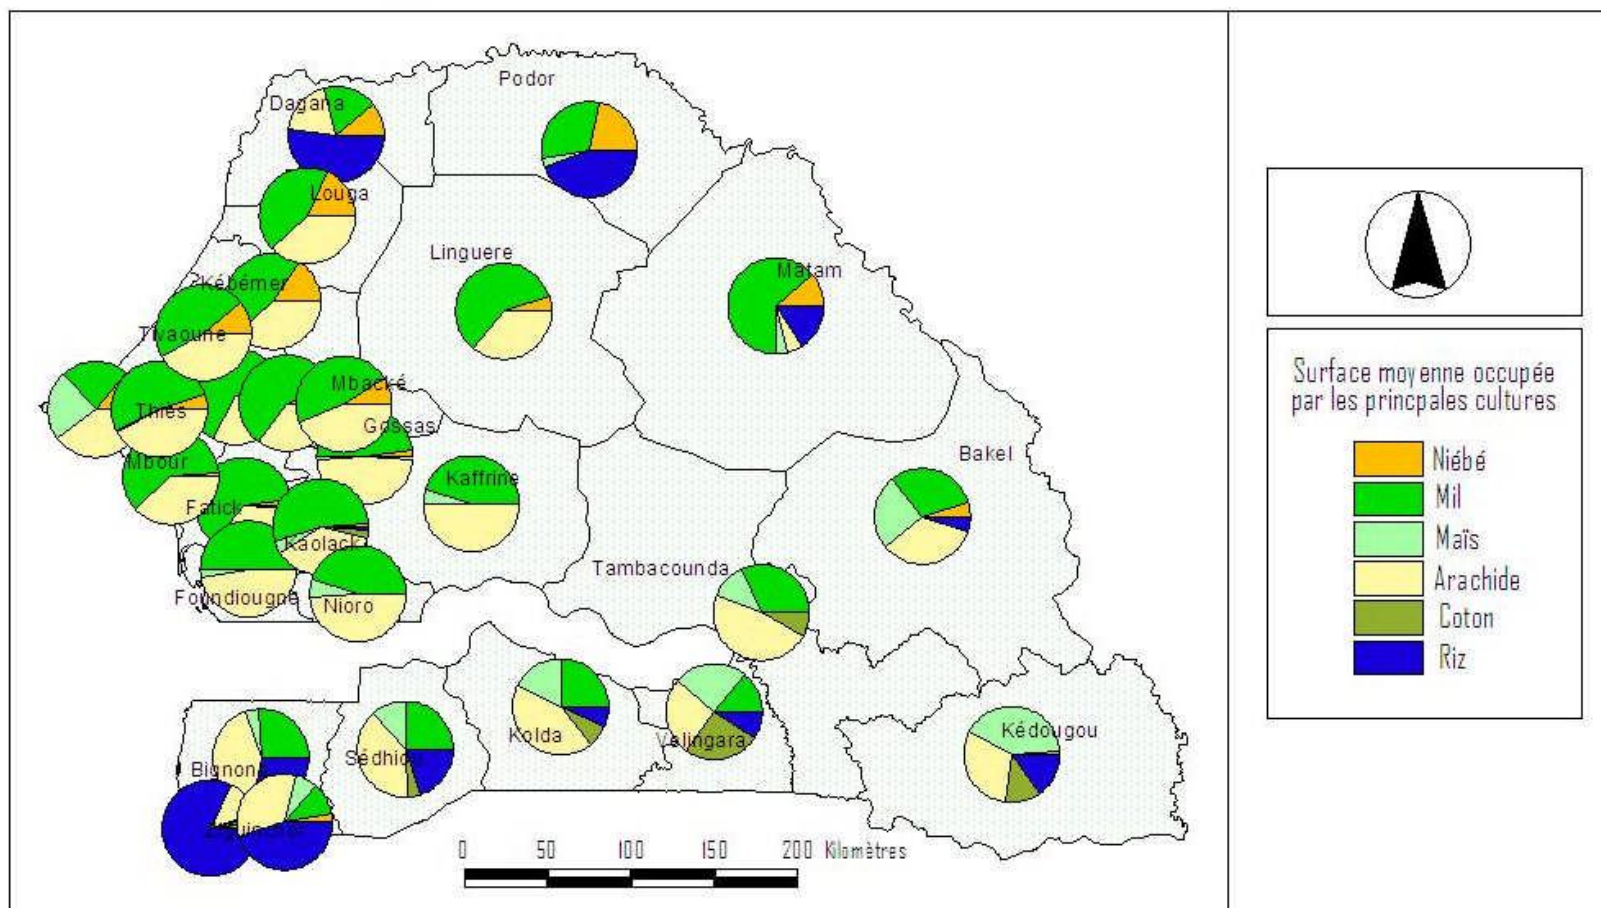 Podor
Dagana
Louga
Linguere
Matam
Kébémer
Tivaoune
Mbacké
Thiès
Gossas
Mbour
Kaffrine
Bakel
Fatick
Kaolack
Tambacounda
Foundiougne
Nioro
Kolda
Velingara
Kédougou
Sédhiou
Bignona
0 50 100 150 200 Kilomètres
Surface moyenne occupée
par les princpales cultures
Niébé
Mil
Maïs
Arachide
Coton
Riz